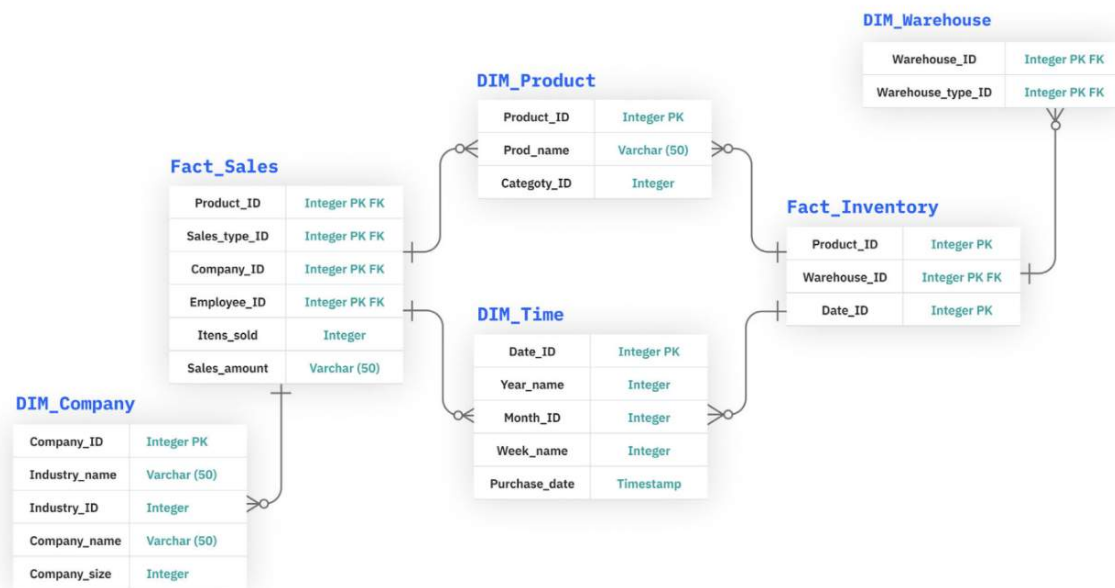 DIM_Warehouse
Warehouse_ID Integer PK FK
Warehouse_type_ID Integer PK FK
DIM_Product
Product_ID Integer PK
Prod_name Varchar (50)
Categoty_ID Integer
Fact_Sales
Product_ID Integer PK FK
Sales_type_ID Integer PK FK
Company_ID Integer PK FK
Employee_ID Integer PK FK
Itens_sold Integer
Sales_amount Varchar (50)
Fact_Inventory
Product_ID Integer PK
Warehouse_ID Integer PK FK
Date_ID Integer PK
DIM_Time
Date_ID Integer PK
Year_name Integer
Month_ID Integer
Week_name Integer
Purchase_date Timestamp
DIM_Company
Company_ID Integer PK
Industry_name Varchar (50)
Industry_ID Integer
Company_name Varchar (50)
Company_size Integer